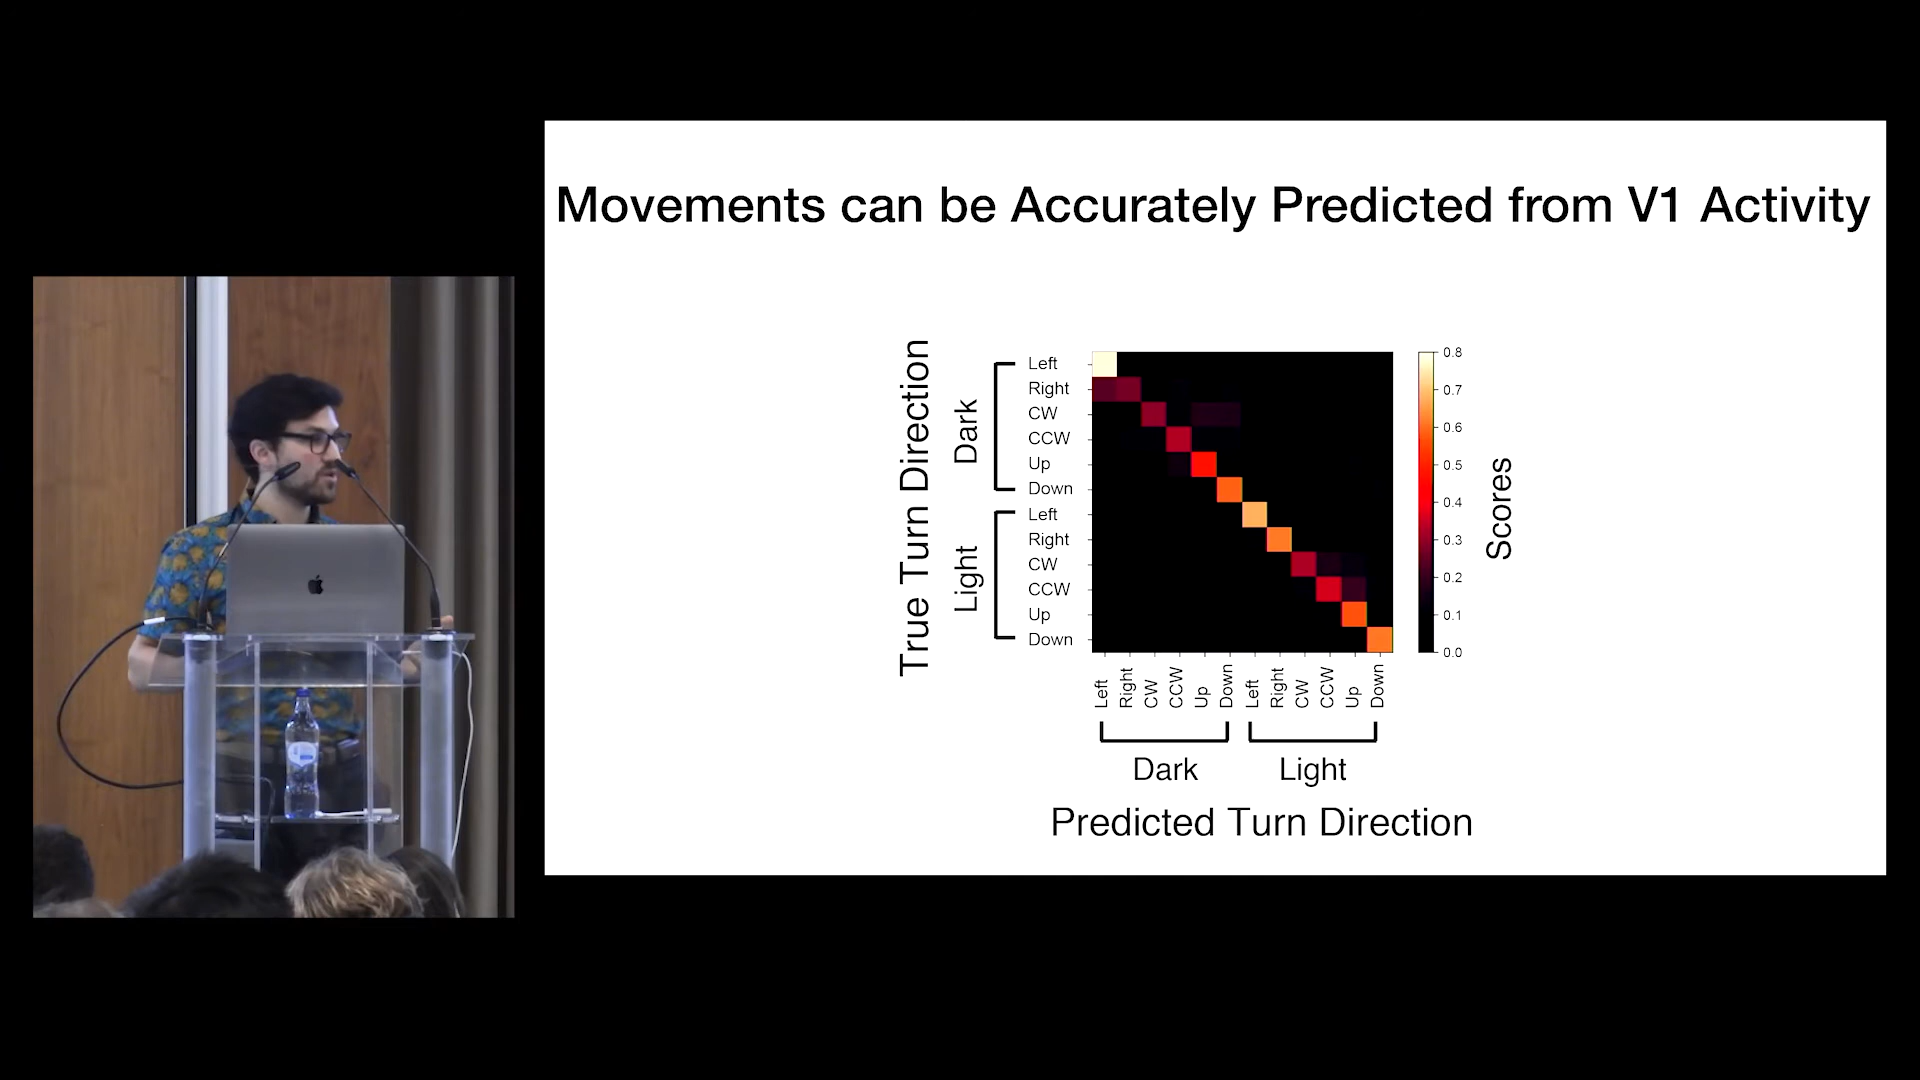 Movements can be Accurately Predicted from V1 Activity
True Turn Direction
Dark
Left
Right
CW
CCW
Up
Down
Light
Left
Right
CW
CCW
Up
Down
0.8
0.7
0.6
0.5
0.4
0.3
0.2
0.1
0.0
Scores
Left
Right
CW
CCW
Up
Down
Left
Right
CW
CCW
Up
Down
Dark
Light
Predicted Turn Direction